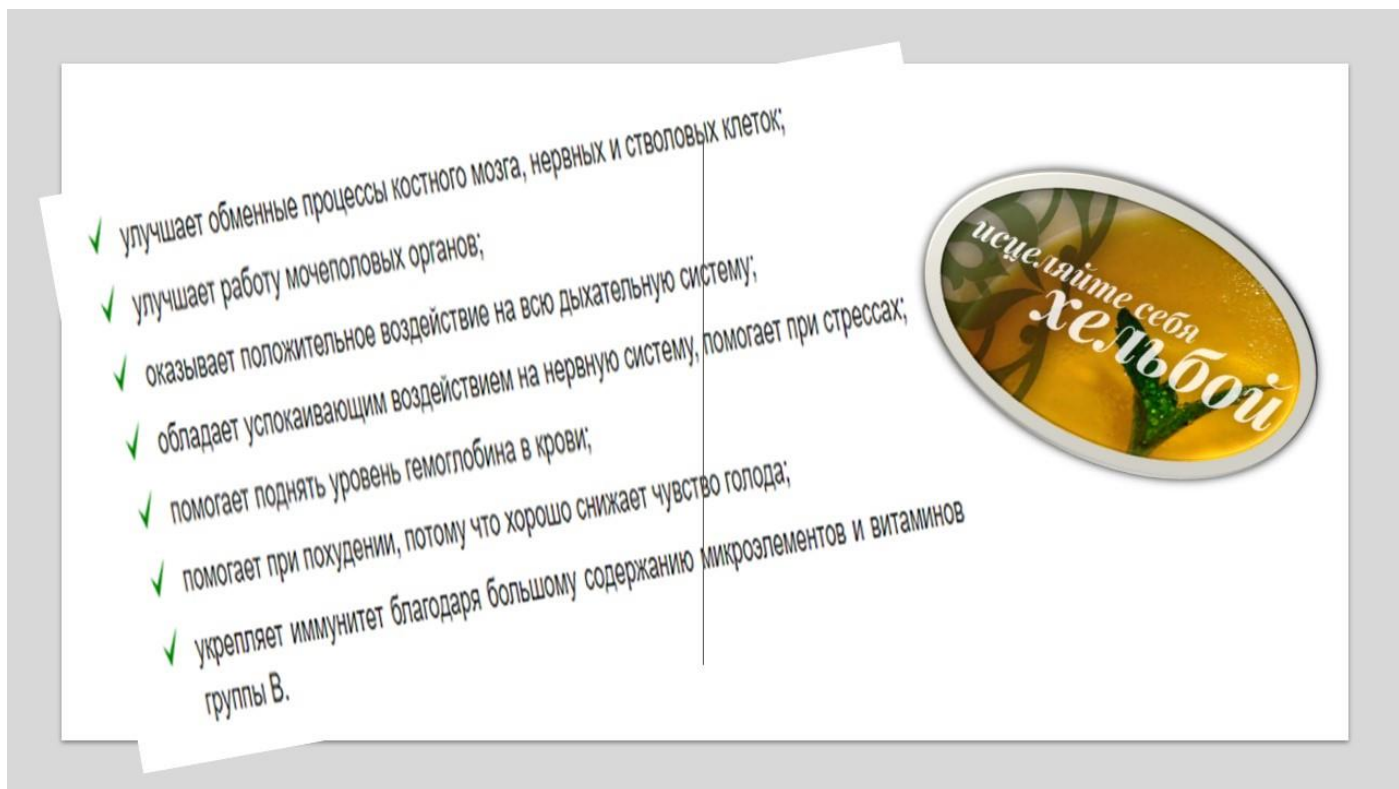 улучшает обменные процессы костного мозга, нервных и стволовых клеток;
улучшает работу мочеполовых органов;
оказывает положительное воздействие на всю дыхательную систему;
обладает успокаивающим воздействием на нервную систему, помогает при стрессах;
помогает поднять уровень гемоглобина в крови;
помогает при похудении, потому что хорошо снижает чувство голода;
укрепляет иммунитет благодаря большому содержанию микроэлементов и витаминов
группы В.
исцеляйте себя
хельбой